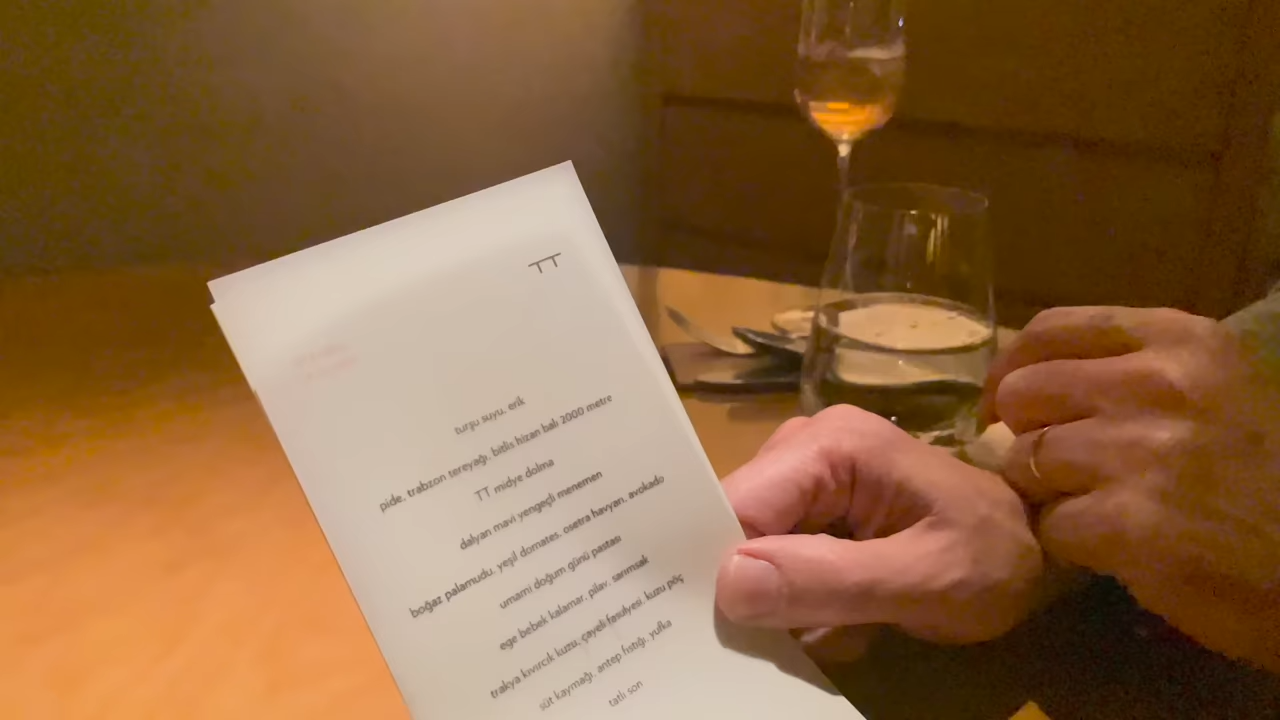 TT
turşu suyu, erik
pide, trabzon tereyağı, bitlis hizan balı 2000 metre
TT midye dolma
dalyan mavi yengeçli menemen
boğaz palamudu, yeşil domates, osetra havyarı, avokado
umami doğum günü pastası
ege bebek kalamar, pilav, sarımsak
trakya kıvırcık kuzu, çayeli fasulyesi, kuzu pöç
süt kaymağı, antep fıstığı, yufka
tatlı son